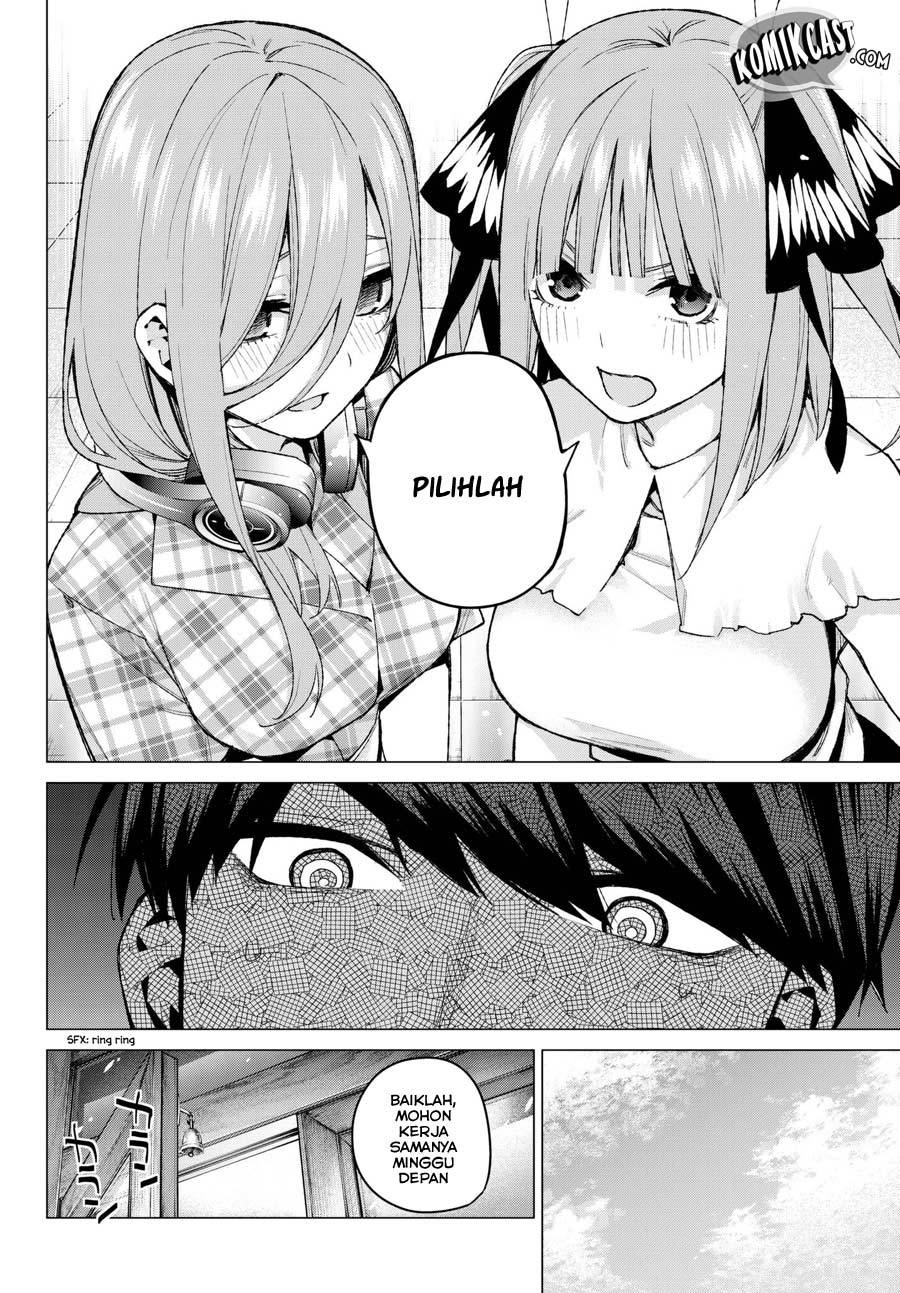 KOMIKCAST
.COM
PILIHLAH
SFX: ring ring
BAIKLAH,
MOHON
KERJA
SAMANYA
MINGGU
DEPAN